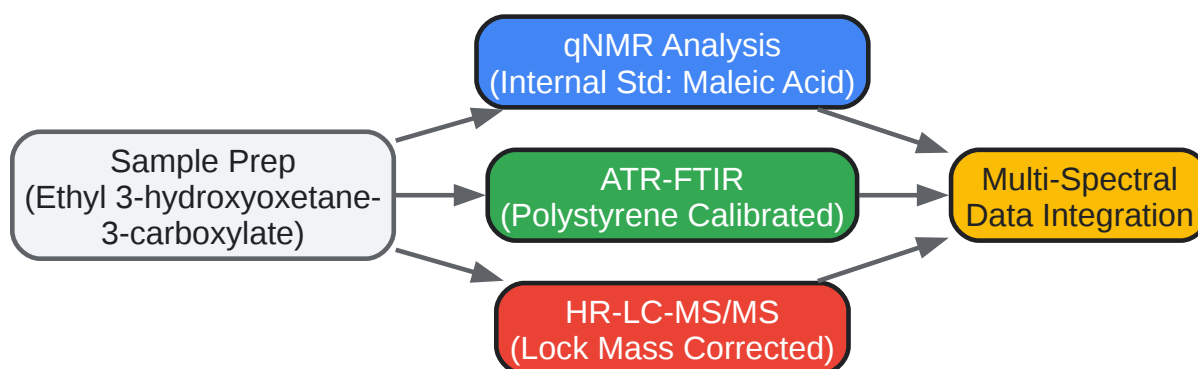 qNMR Analysis
(Internal Std: Maleic Acid)
Sample Prep
(Ethyl 3-hydroxyoxetane-
3-carboxylate)
ATR-FTIR
(Polystyrene Calibrated)
Multi-Spectral
Data Integration
HR-LC-MS/MS
(Lock Mass Corrected)